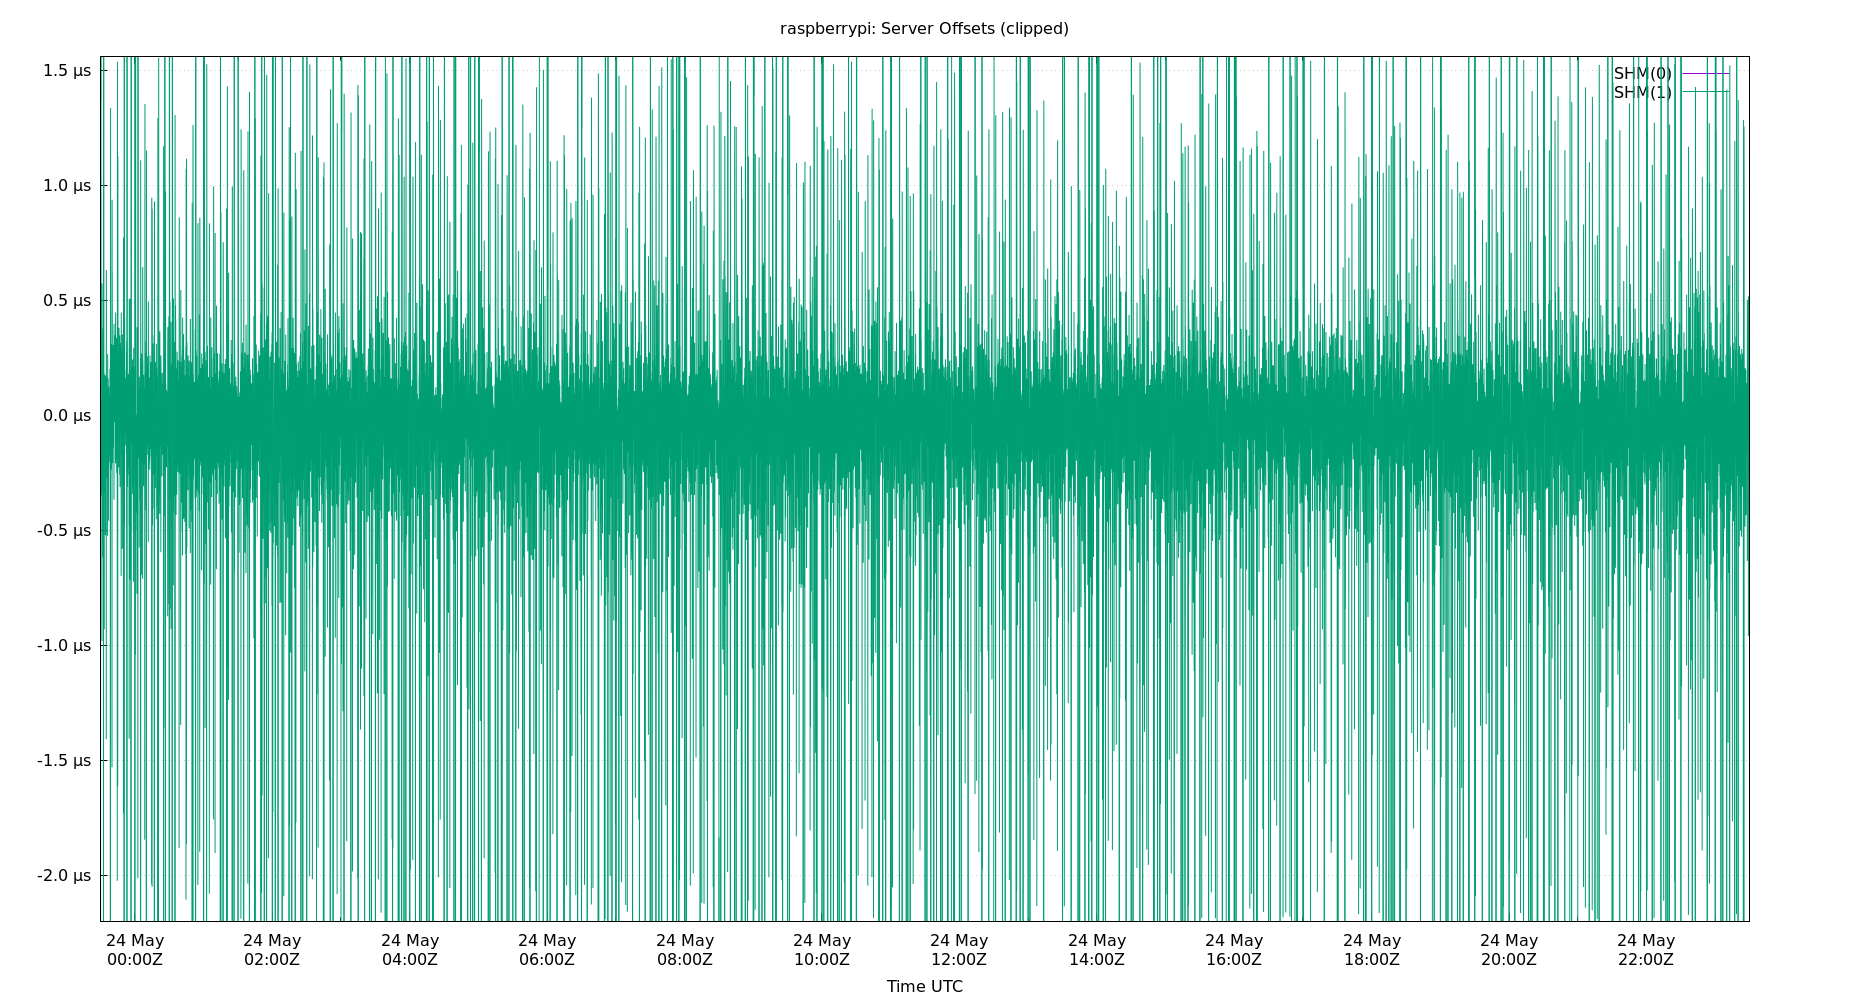 raspberrypi: Server Offsets (clipped)
1.5 µs
1.0 µs
0.5 µs
0.0 µs
-0.5 µs
-1.0 µs
-1.5 µs
-2.0 µs
SHM(0)
SHM(1)
24 May 24 May 24 May 24 May 24 May 24 May 24 May 24 May 24 May 24 May 24 May 24 May
00:00Z 02:00Z 04:00Z 06:00Z 08:00Z 10:00Z 12:00Z 14:00Z 16:00Z 18:00Z 20:00Z 22:00Z
Time UTC